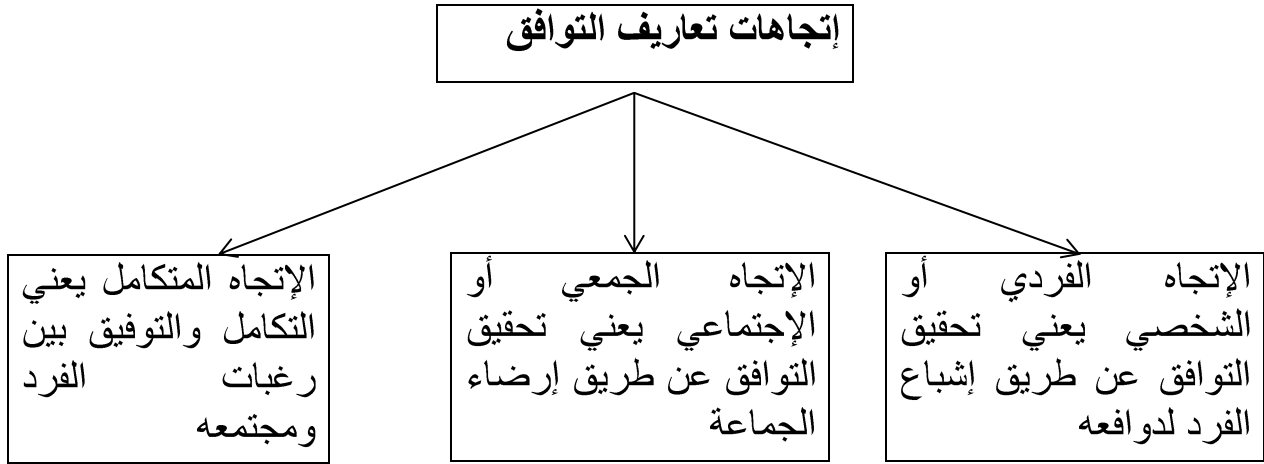 إتجاهات تعاريف التوافق
الإتجاه الفردي أو
الشخصي يعني تحقيق
التوافق عن طريق إشباع
الفرد لدوافعه
الإتجاه الجمعي أو
الإجتماعي يعني تحقيق
التوافق عن طريق إرضاء
الجماعة
الإتجاه المتكامل يعني
التكامل والتوفيق بين
رغبات الفرد
ومجتمعه